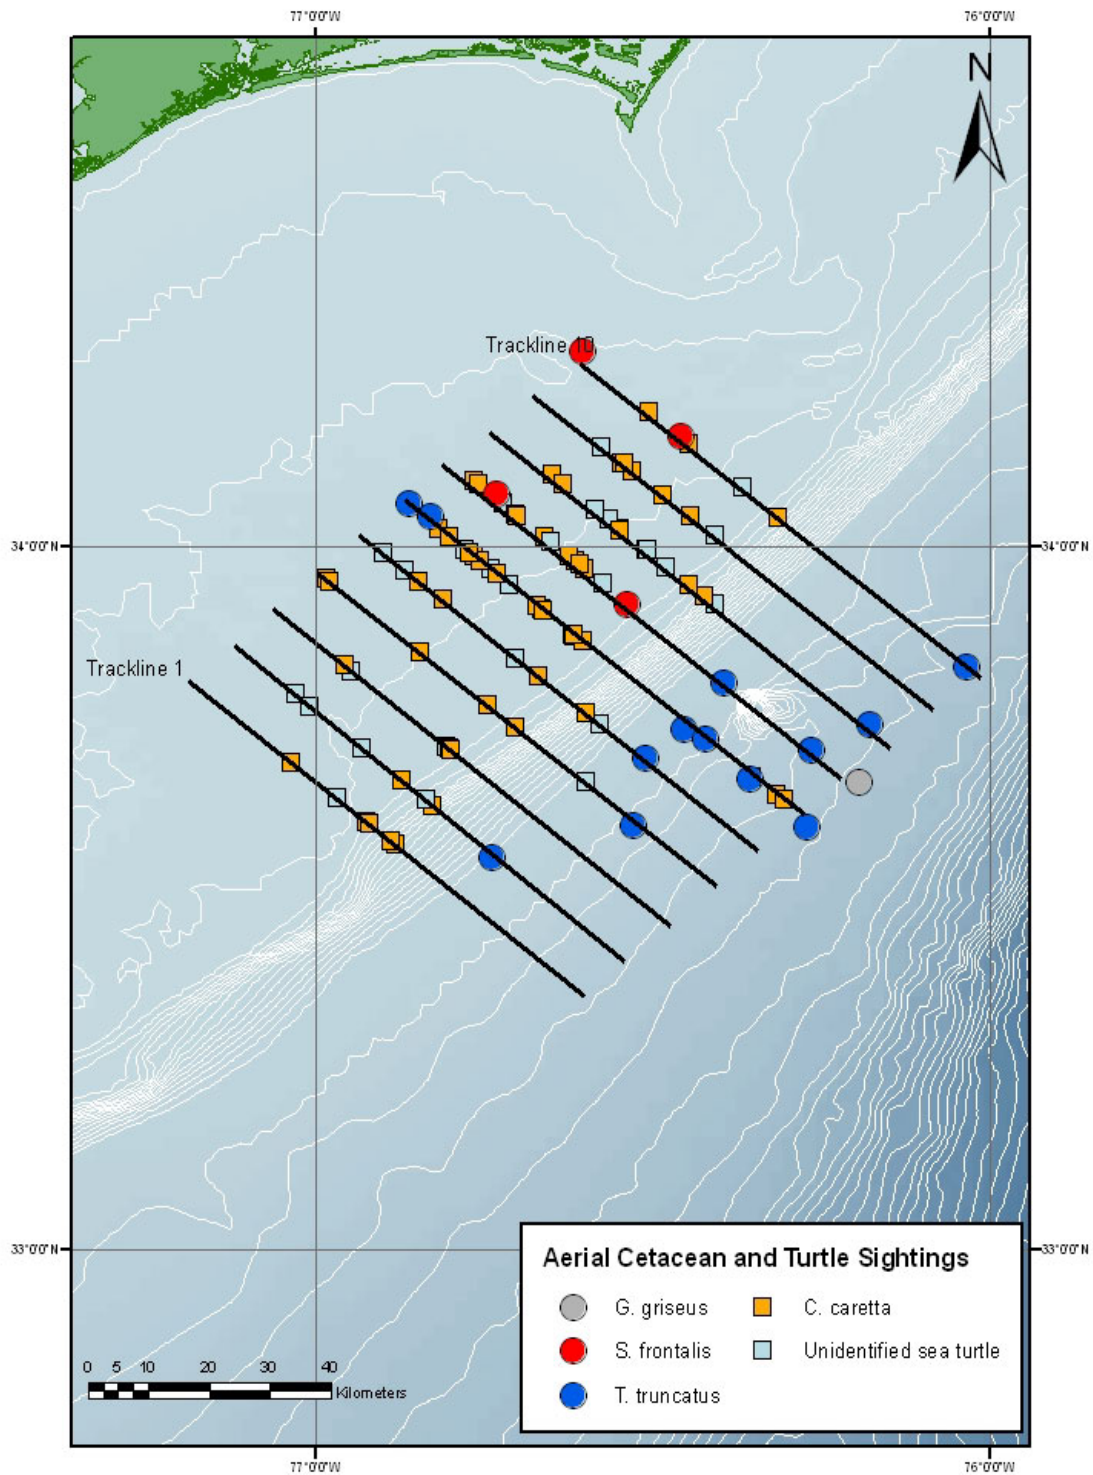 77°0'0"W 76°0'0"W
N
Trackline 10
34°0'0"N 34°0'0"N
Trackline 1
33°0'0"N 33°0'0"N
Aerial Cetacean and Turtle Sightings
G. griseus C. caretta
S. frontalis Unidentified sea turtle
T. truncatus
0 5 10 20 30 40
Kilometers
77°0'0"W 76°0'0"W